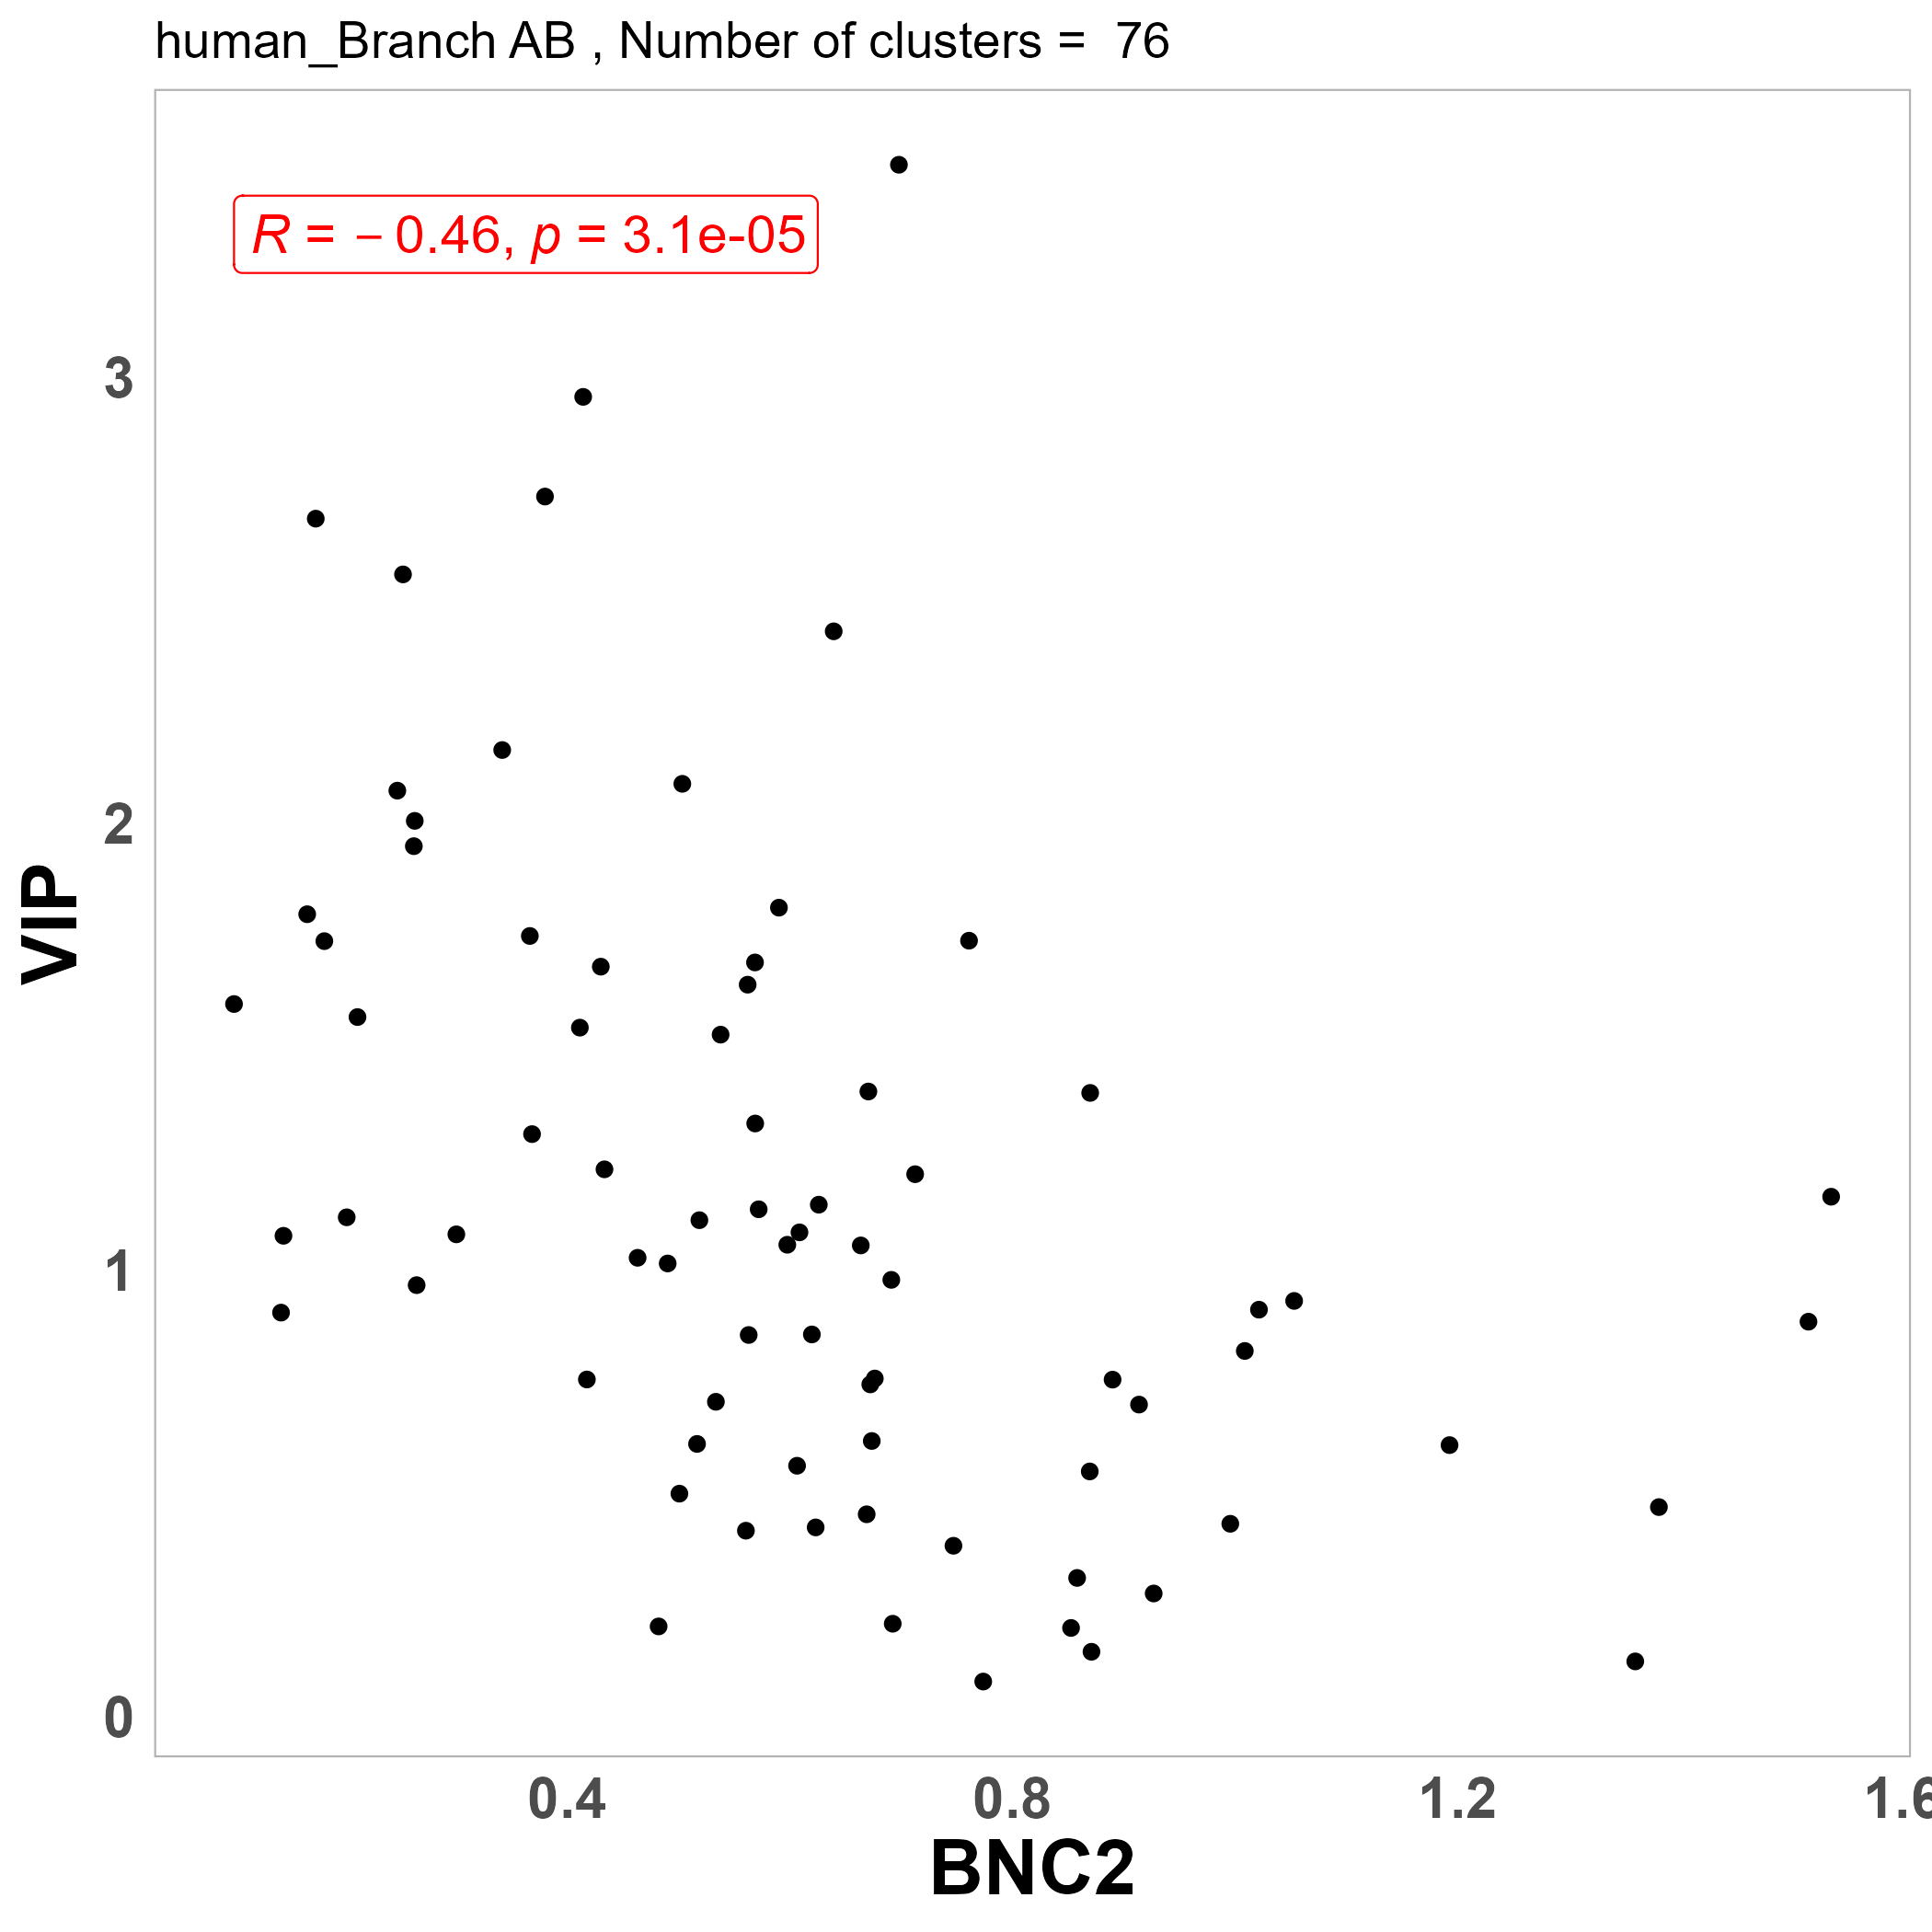 human_Branch AB , Number of clusters =  76
R = − 0.46, p = 3.1e-05
3
2
1
0
VIP
0.4 0.8 1.2 1.6
BNC2